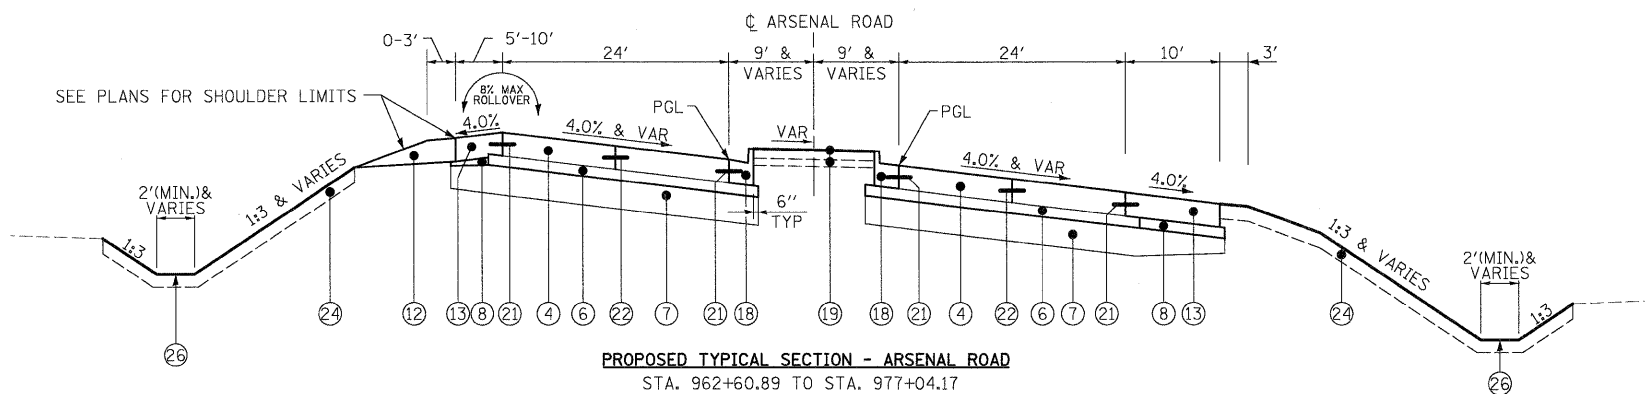 ℄ ARSENAL ROAD
0-3'
5'-10'
24'
9' &
VARIES
9' &
VARIES
24'
10'
3'
8% MAX
ROLLOVER
SEE PLANS FOR SHOULDER LIMITS
PGL
PGL
4.0%
4.0% & VAR
VAR
4.0% & VAR
4.0%
2'(MIN.)&
VARIES
1:3
1:3 & VARIES
6"
TYP
1:3 & VARIES
2'(MIN.)&
VARIES
1:3
24 12 13 8 21 4 6 22 7 21 18 19 18 21 4 22 6 7 21 8 13 24
26
26
PROPOSED TYPICAL SECTION - ARSENAL ROAD
STA. 962+60.89 TO STA. 977+04.17